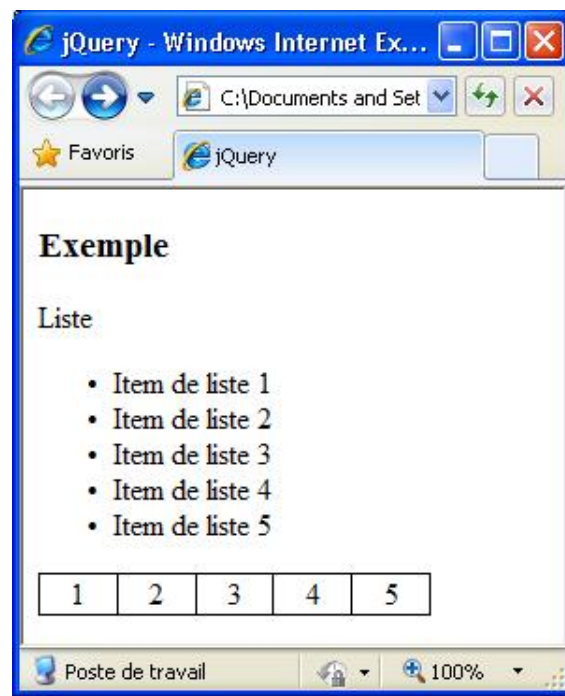 jQuery - Windows Internet Ex...
C:\Documents and Set
Favoris
jQuery
Exemple
Liste
• Item de liste 1
• Item de liste 2
• Item de liste 3
• Item de liste 4
• Item de liste 5
1 2 3 4 5
Poste de travail 100%